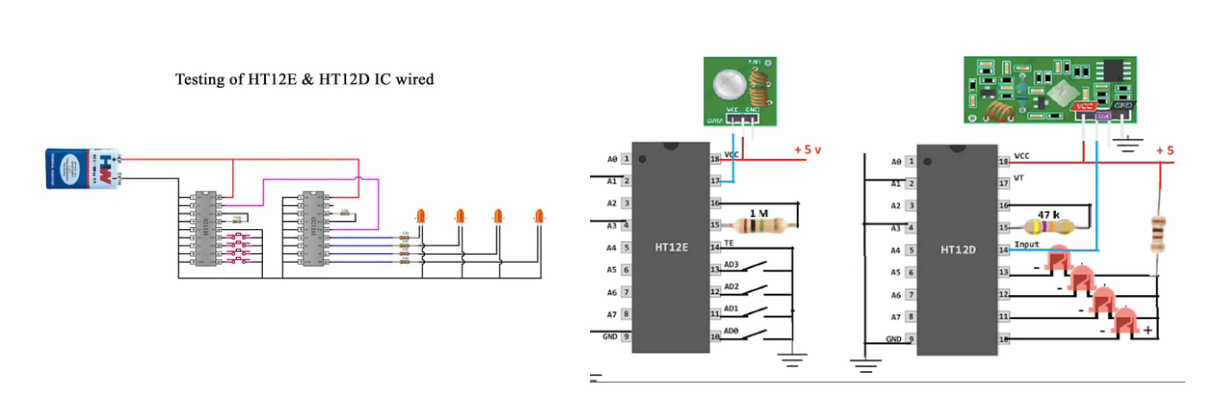 Testing of HT12E & HT12D IC wired
HW
HT12E
HT12D
VCC GND
DATA
A0 1
A1 2
A2 3
A3 4
A4 5
A5 6
A6 7
A7 8
GND 9
HT12E
18 VCC
17
16
15
14 TE
13 AD3
12 AD2
11 AD1
10 AD0
+ 5 v
1 M
VCC
GND
A0 1
A1 2
A2 3
A3 4
A4 5
A5 6
A6 7
A7 8
GND 9
HT12D
18 VCC
17 VT
16
15
14 Input
13
12
11
10
+ 5
47 k
-
-
-
-
+